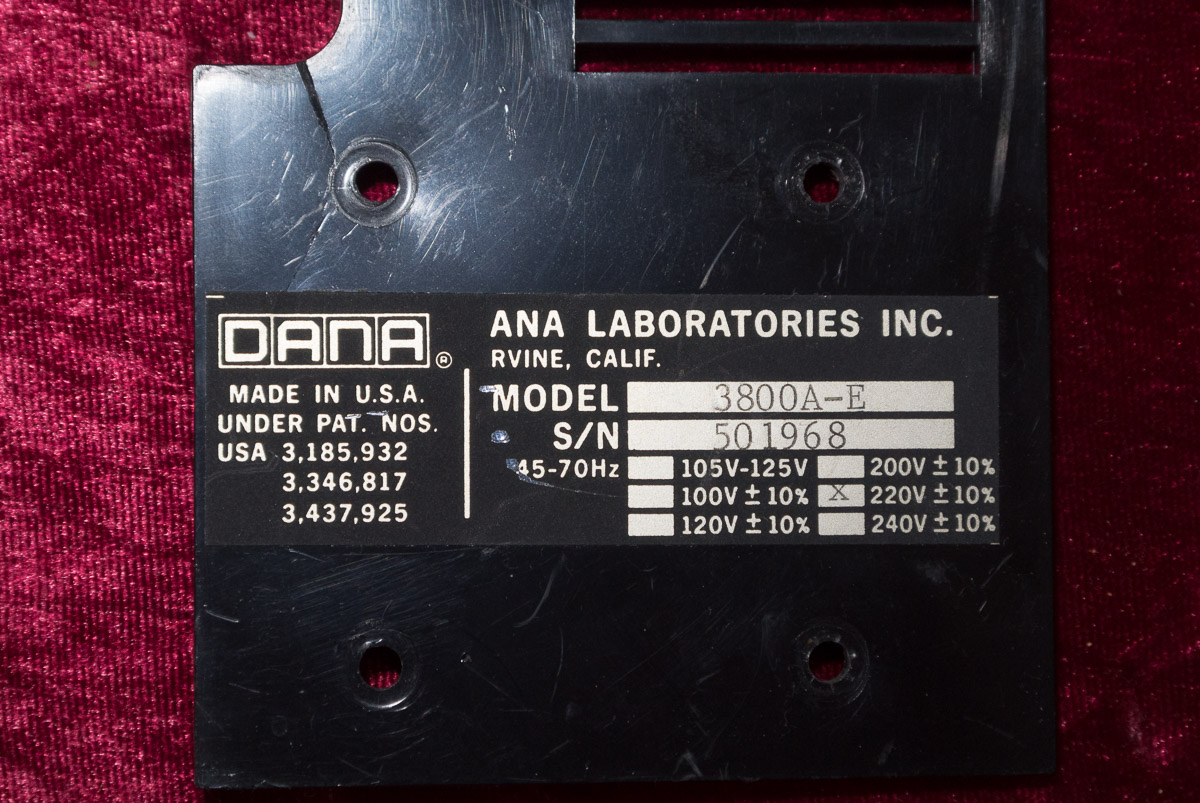 DANA ®
MADE IN U.S.A.
UNDER PAT. NOS.
USA 3,185,932
3,346,817
3,437,925
ANA LABORATORIES INC.
RVINE, CALIF.
MODEL 3800A-E
S/N 501968
45-70Hz 105V-125V 200V ± 10%
100V ± 10% X 220V ± 10%
120V ± 10% 240V ± 10%